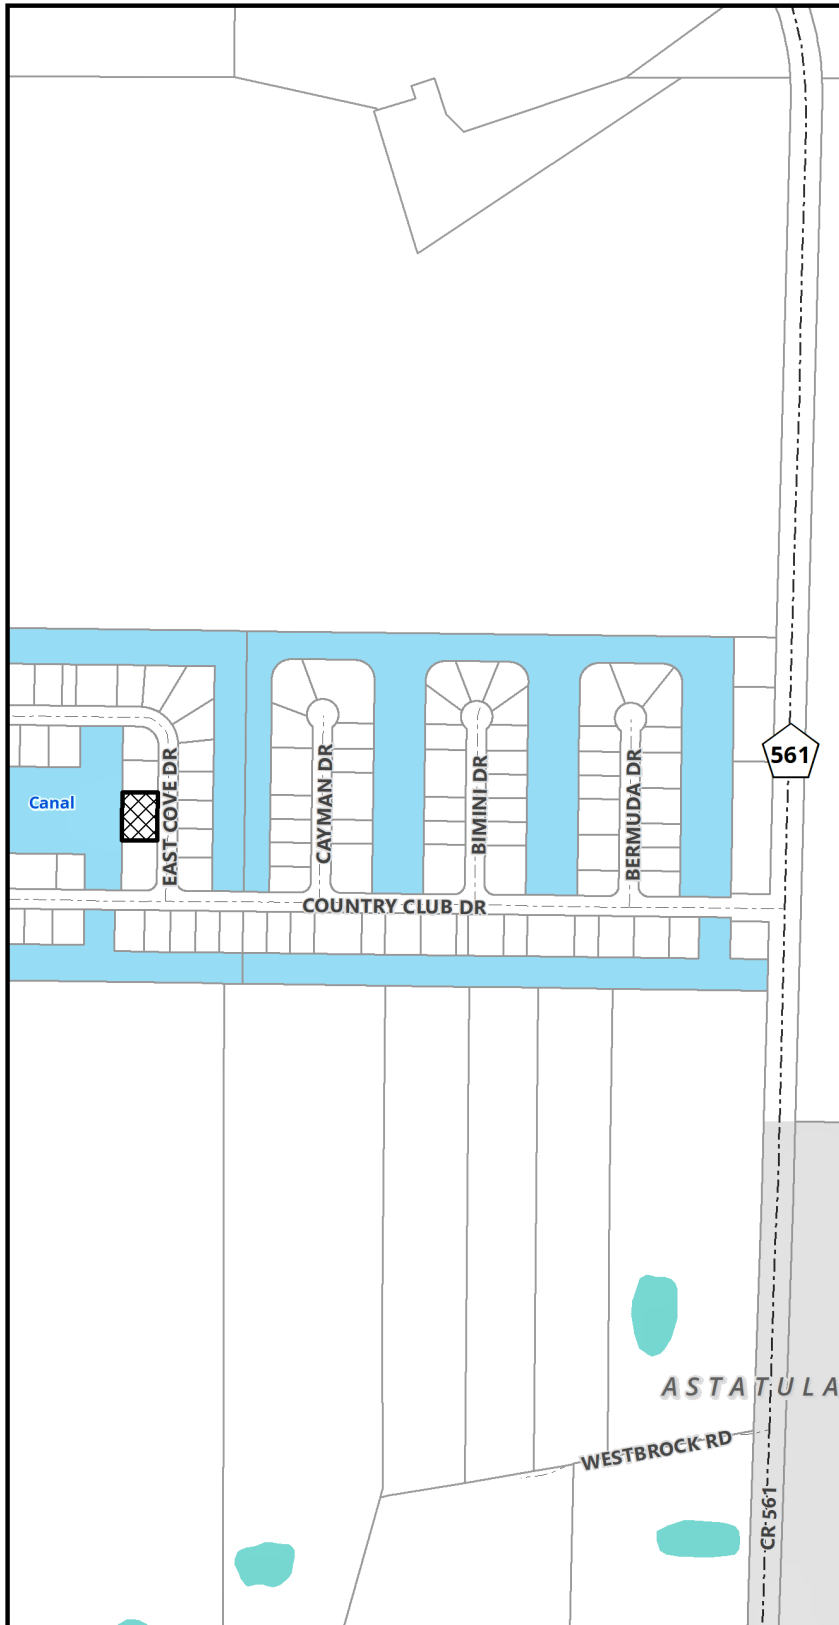 561
Canal
EAST COVE DR
CAYMAN DR
BIMINI DR
BERMUDA DR
COUNTRY CLUB DR
ASTATULA
WESTBROCK RD
CR 561